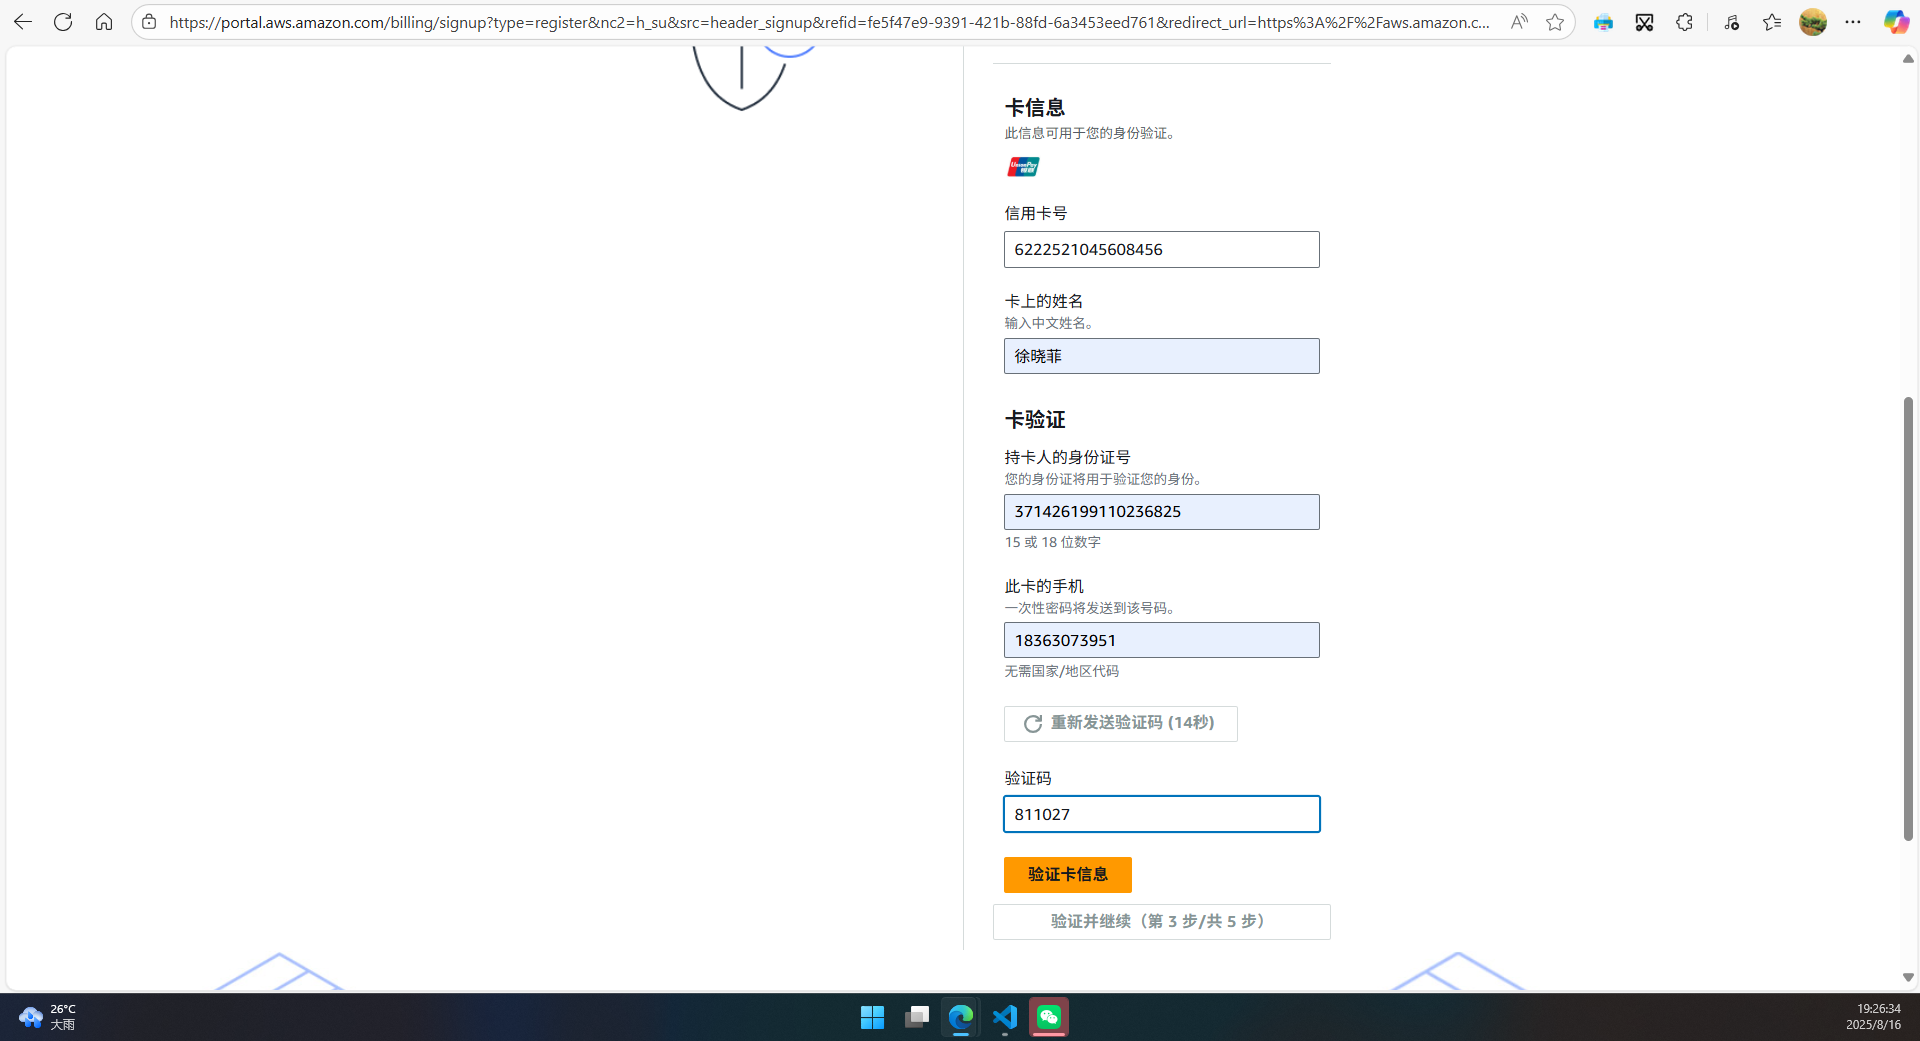 https://portal.aws.amazon.com/billing/signup?type=register&nc2=h_su&src=header_signup&refid=fe5f47e9-9391-421b-88fd-6a3453eed761&redirect_url=https%3A%2F%2Faws.amazon.c...
卡信息
此信息可用于您的身份验证。
UnionPay
银联
信用卡号
6222521045608456
卡上的姓名
输入中文姓名。
徐晓菲
卡验证
持卡人的身份证号
您的身份证将用于验证您的身份。
371426199110236825
15 或 18 位数字
此卡的手机
一次性密码将发送到该号码。
18363073951
无需国家/地区代码
重新发送验证码 (14秒)
验证码
811027
验证卡信息
验证并继续（第 3 步/共 5 步）
26°C
大雨
19:26:34
2025/8/16